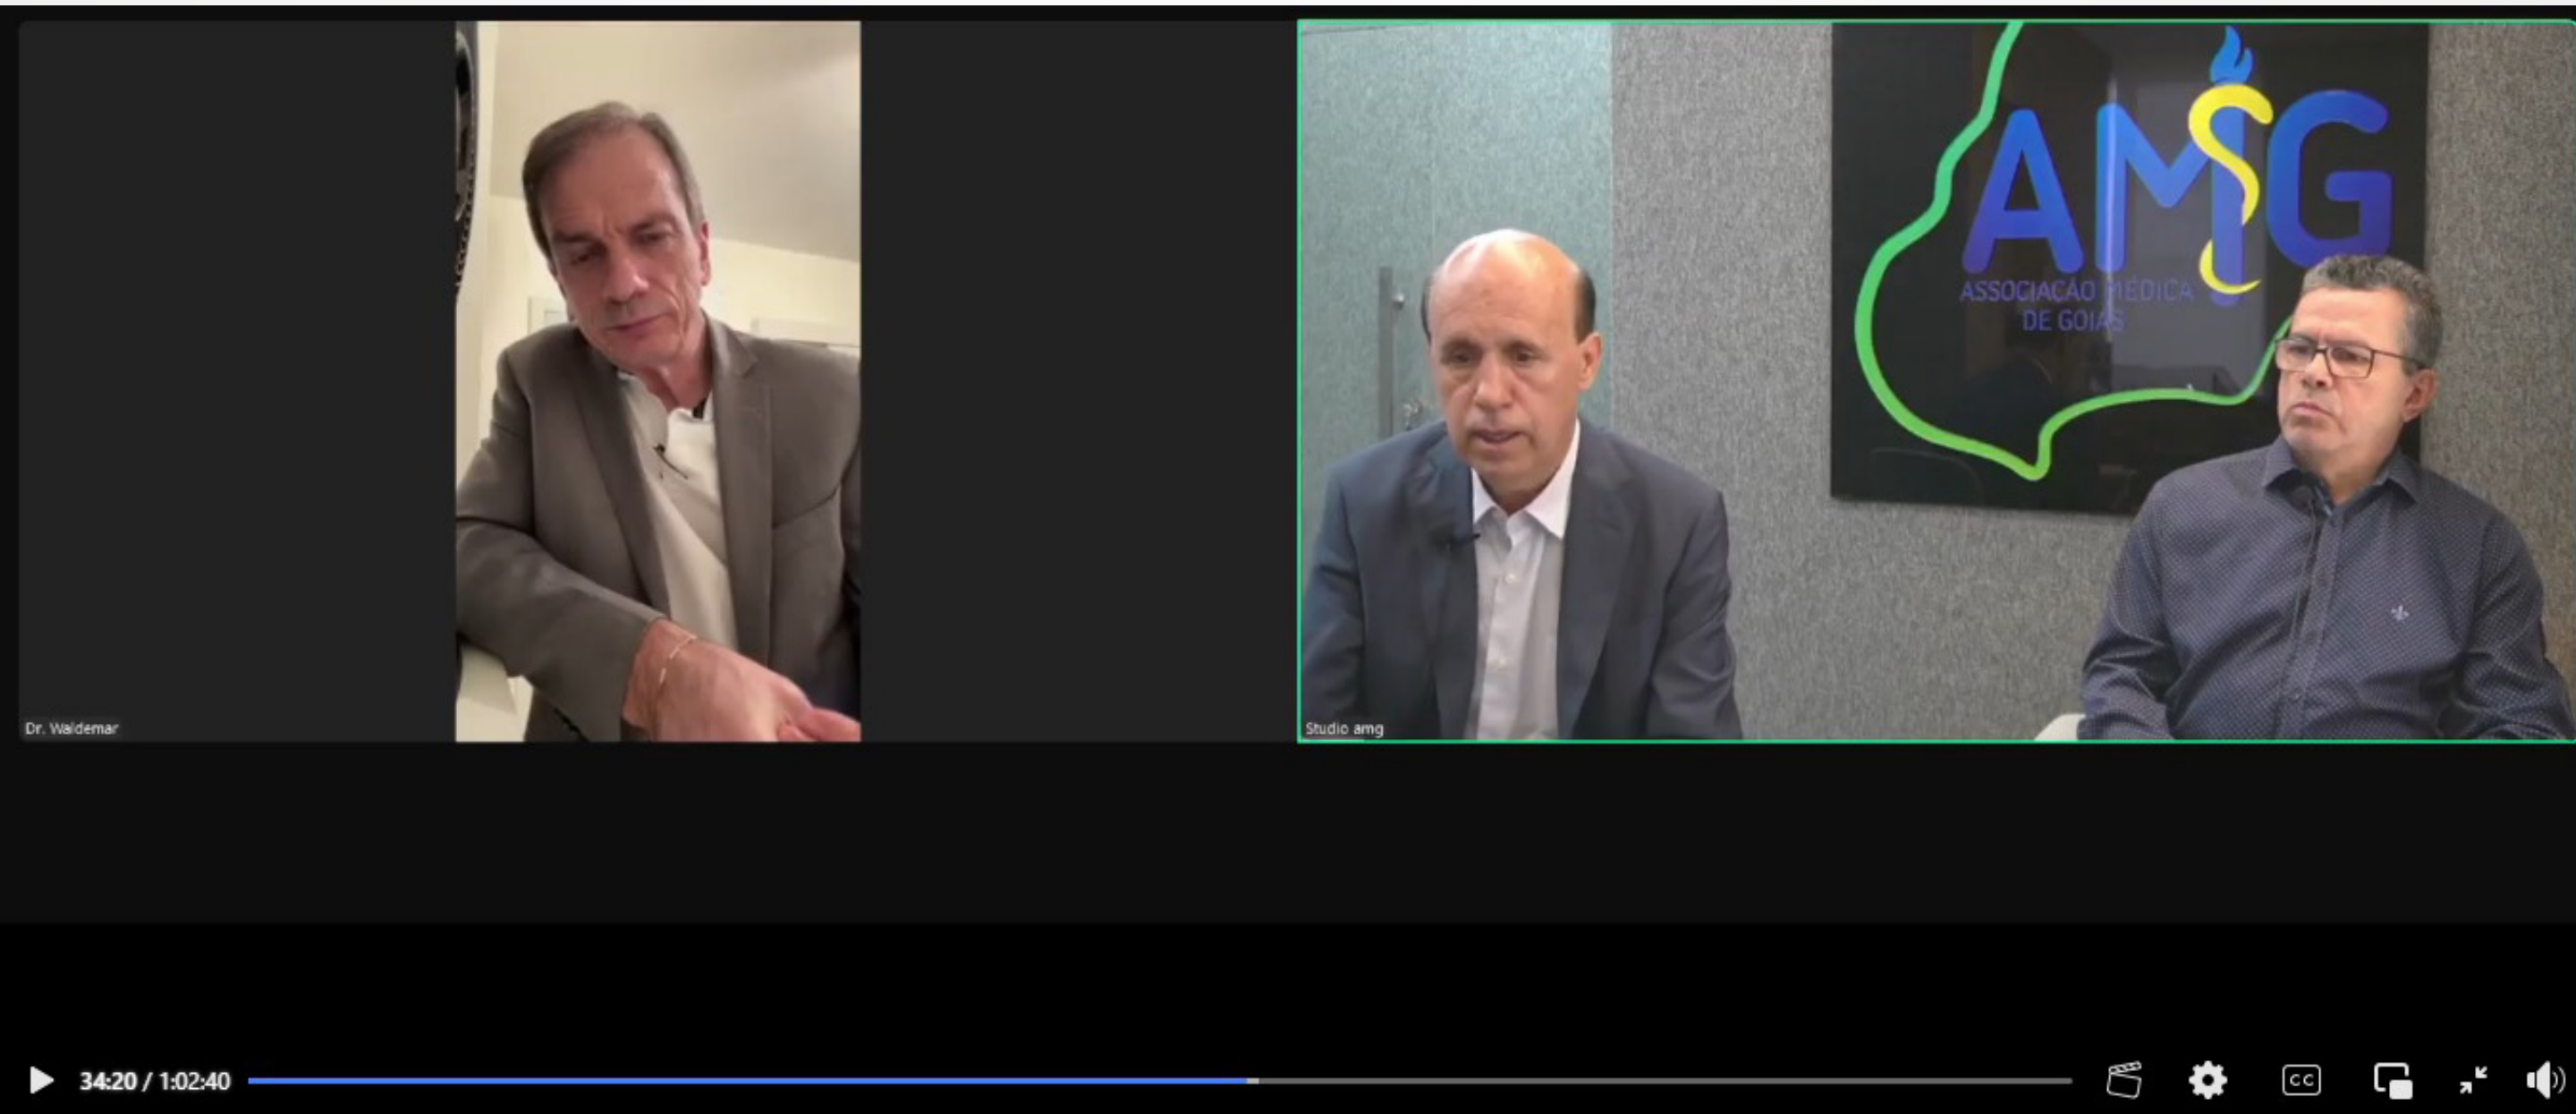 AMG
ASSOCIAÇÃO MÉDICA
DE GOIÁS
Dr. Waldemar
Studio amg
34:20 / 1:02:40
CC